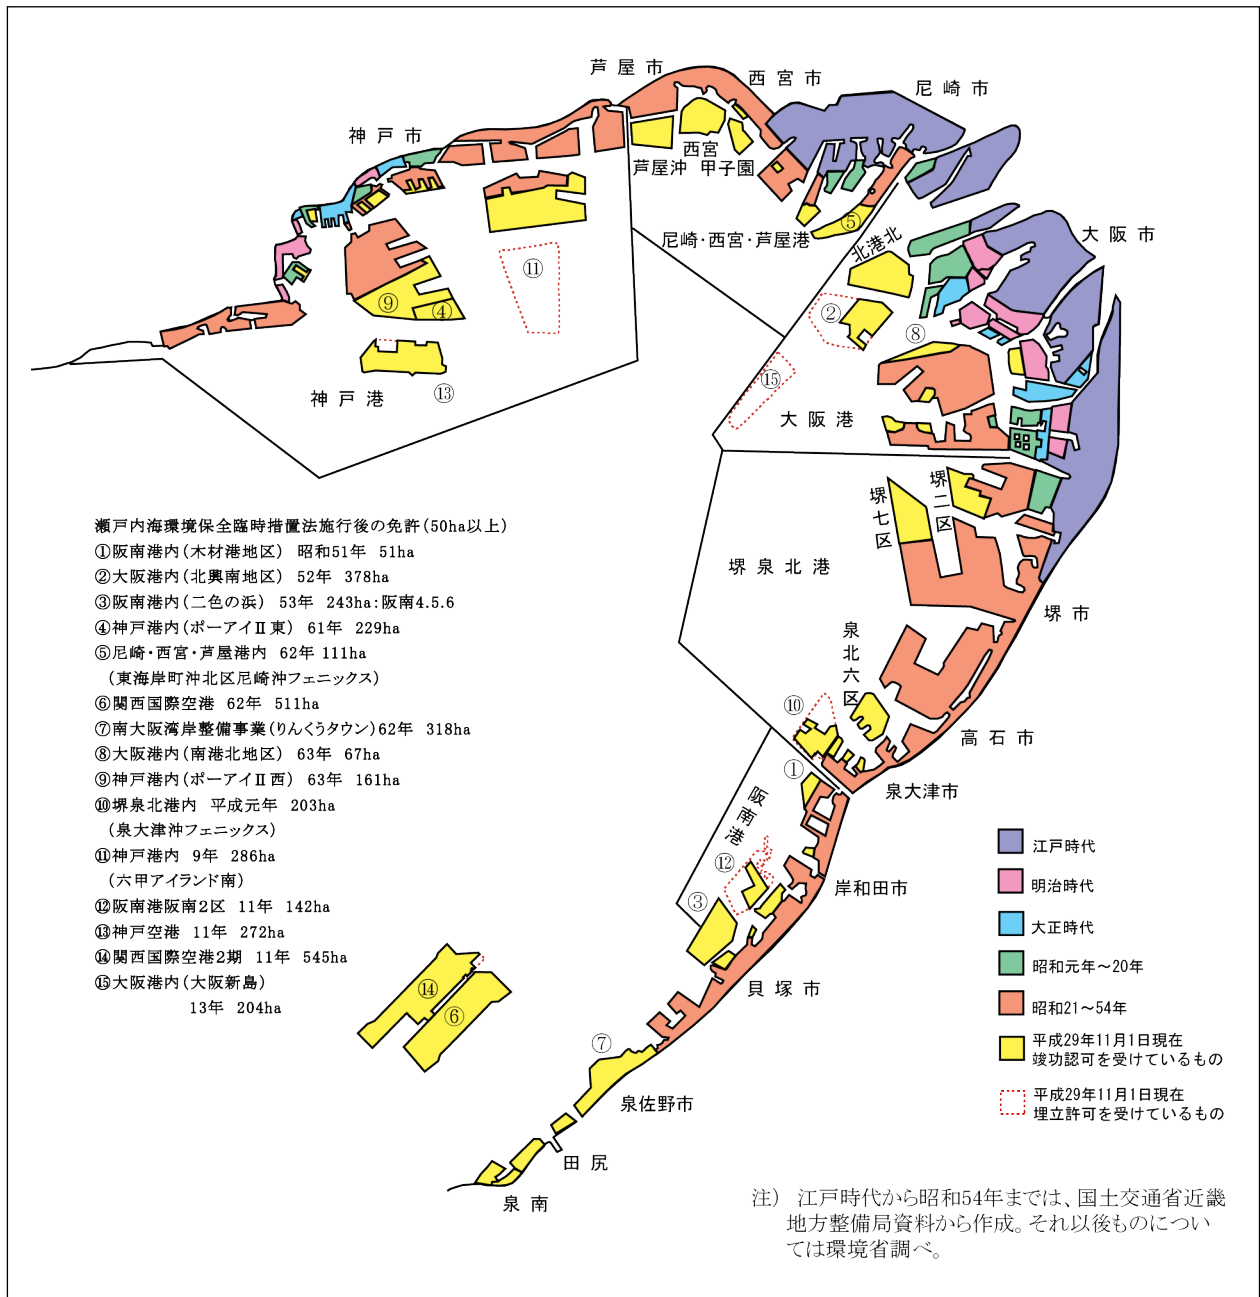 芦屋市
西宮市
尼崎市
神戸市
西宮
芦屋沖 甲子園
尼崎・西宮・芦屋港
⑤
北港北
大阪市
⑪
⑨
④
②
⑧
⑮
⑬
神戸港
大阪港
堺七区
堺二区
堺泉北港
堺市
泉北六区
⑩
高石市
①
泉大津市
阪南港
⑫
③
岸和田市
貝塚市
⑭
⑥
⑦
泉佐野市
田尻
泉南
瀬戸内海環境保全臨時措置法施行後の免許(50ha以上)
①阪南港内(木材港地区) 昭和51年 51ha
②大阪港内(北興南地区) 52年 378ha
③阪南港内(二色の浜) 53年 243ha:阪南4.5.6
④神戸港内(ポーアイⅡ東) 61年 229ha
⑤尼崎・西宮・芦屋港内 62年 111ha
(東海岸町沖北区尼崎沖フェニックス)
⑥関西国際空港 62年 511ha
⑦南大阪湾岸整備事業(りんくうタウン)62年 318ha
⑧大阪港内(南港北地区) 63年 67ha
⑨神戸港内(ポーアイⅡ西) 63年 161ha
⑩堺泉北港内 平成元年 203ha
(泉大津沖フェニックス)
⑪神戸港内 9年 286ha
(六甲アイランド南)
⑫阪南港阪南2区 11年 142ha
⑬神戸空港 11年 272ha
⑭関西国際空港2期 11年 545ha
⑮大阪港内(大阪新島)
13年 204ha
江戸時代
明治時代
大正時代
昭和元年～20年
昭和21～54年
平成29年11月1日現在
竣功認可を受けているもの
平成29年11月1日現在
埋立許可を受けているもの
注) 江戸時代から昭和54年までは、国土交通省近畿
地方整備局資料から作成。それ以後ものについ
ては環境省調べ。